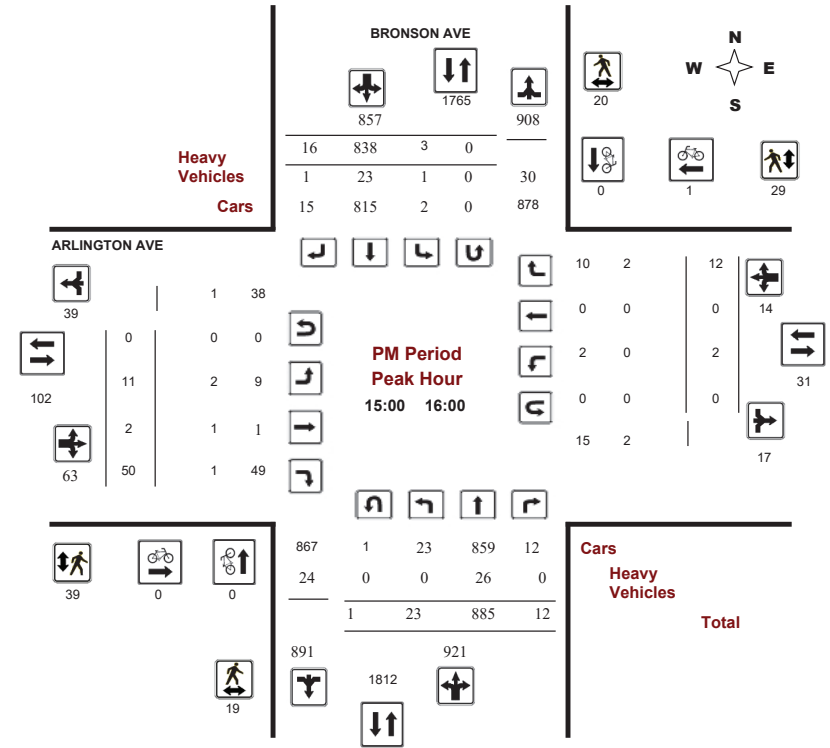 BRONSON AVE
N
W E
S
1765
20
857 908
16 838 3 0
Heavy
Vehicles
1 23 1 0 30
Cars
15 815 2 0 878
0 1 29
ARLINGTON AVE
10 2 12
39
1 38
14
0 0 0
0 0 0
PM Period
Peak Hour
15:00 16:00
102
11 2 9
2 0 2
31
0 0 0
2 1 1
15 2
17
63
50 1 49
867 1 23 859 12
Cars
24 0 0 26 0
Heavy
Vehicles
39 0 0
1 23 885 12
Total
891 921
1812
19